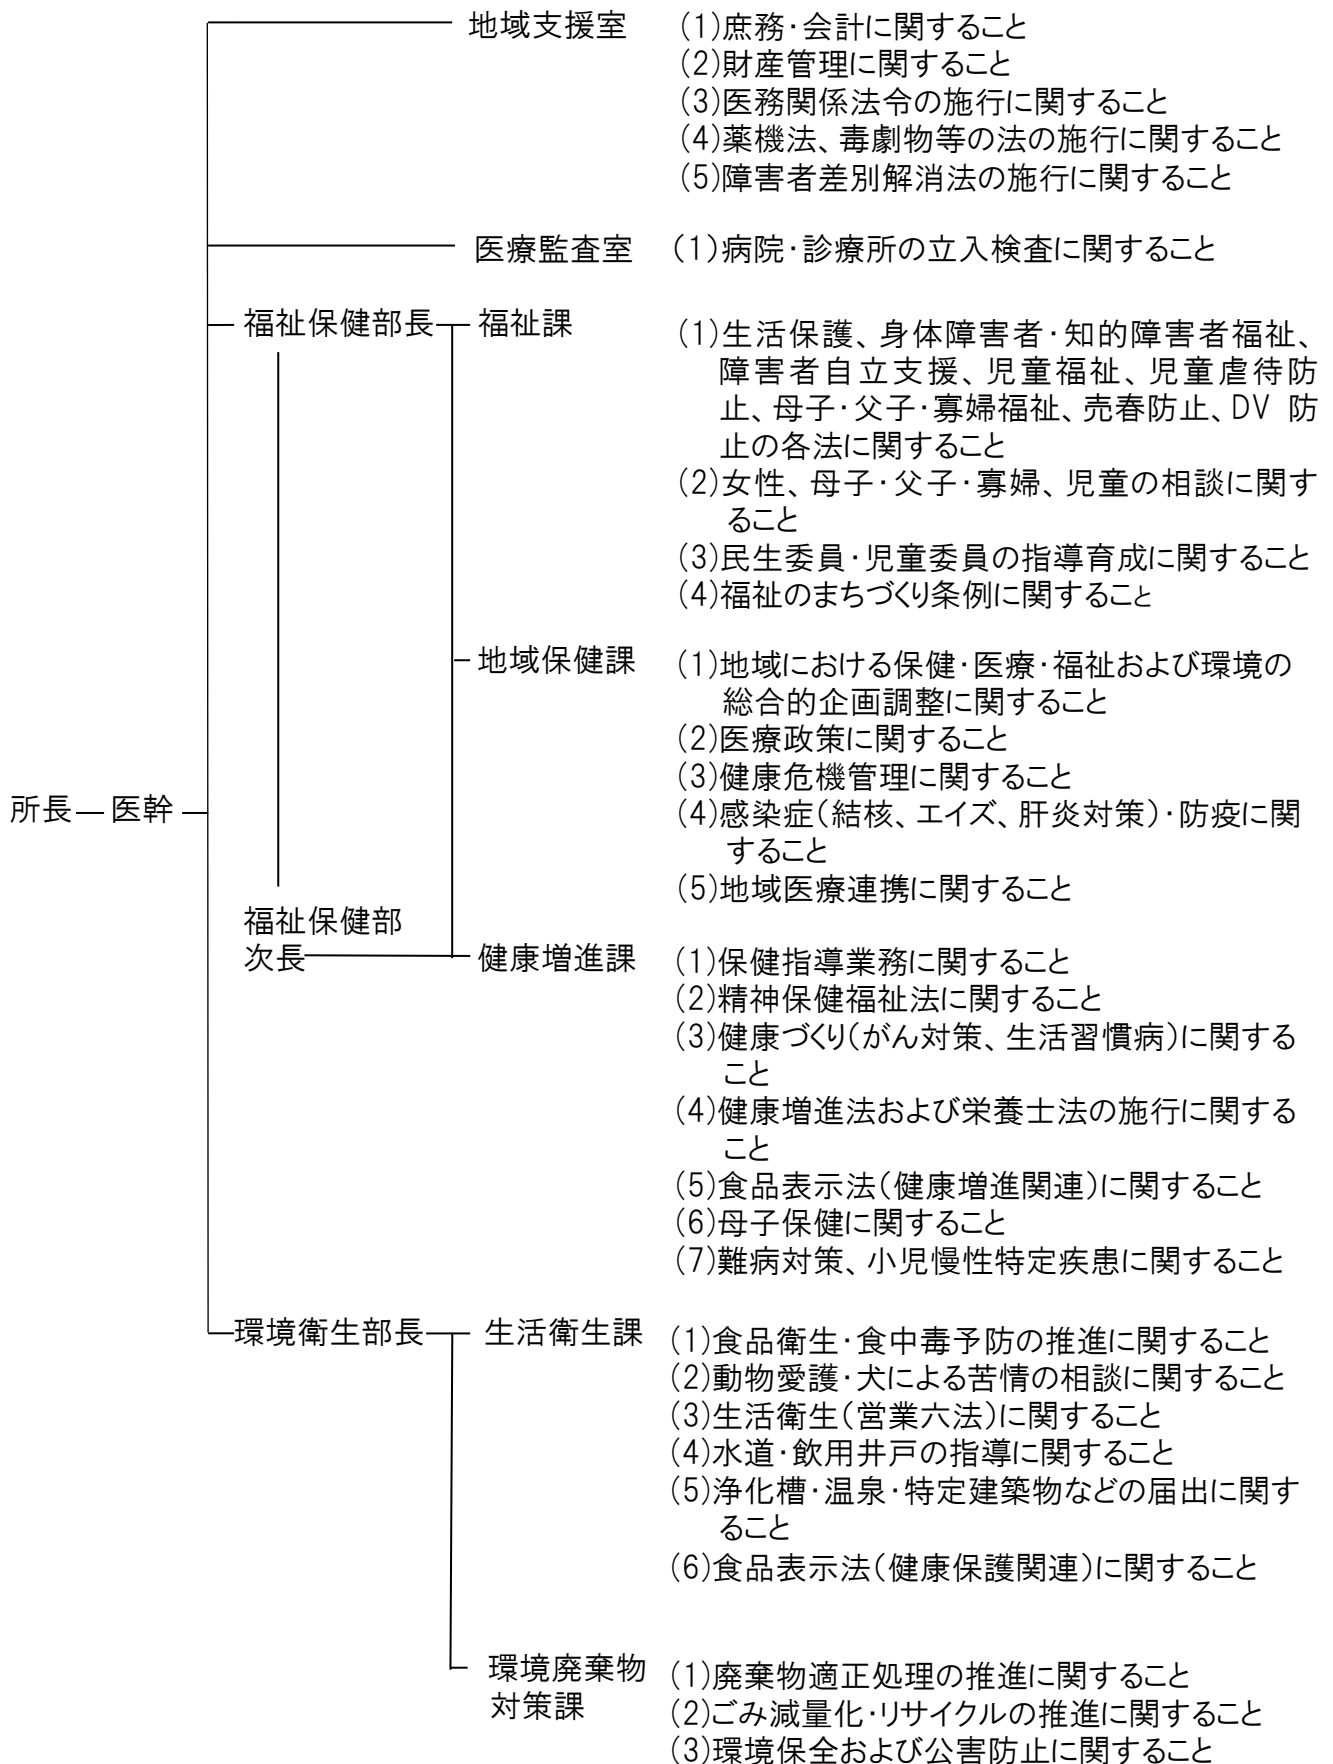 地域支援室 (1)庶務・会計に関すること
(2)財産管理に関すること
(3)医務関係法令の施行に関すること
(4)薬機法、毒劇物等の法の施行に関すること
(5)障害者差別解消法の施行に関すること
医療監査室 (1)病院・診療所の立入検査に関すること
福祉保健部長 福祉課 (1)生活保護、身体障害者・知的障害者福祉、
障害者自立支援、児童福祉、児童虐待防
止、母子・父子・寡婦福祉、売春防止、DV 防
止の各法に関すること
(2)女性、母子・父子・寡婦、児童の相談に関す
ること
(3)民生委員・児童委員の指導育成に関すること
(4)福祉のまちづくり条例に関すること
地域保健課 (1)地域における保健・医療・福祉および環境の
総合的企画調整に関すること
(2)医療政策に関すること
(3)健康危機管理に関すること
所長 医幹 (4)感染症(結核、エイズ、肝炎対策)・防疫に関
すること
(5)地域医療連携に関すること
福祉保健部
次長 健康増進課 (1)保健指導業務に関すること
(2)精神保健福祉法に関すること
(3)健康づくり(がん対策、生活習慣病)に関する
こと
(4)健康増進法および栄養士法の施行に関する
こと
(5)食品表示法(健康増進関連)に関すること
(6)母子保健に関すること
(7)難病対策、小児慢性特定疾患に関すること
環境衛生部長 生活衛生課 (1)食品衛生・食中毒予防の推進に関すること
(2)動物愛護・犬による苦情の相談に関すること
(3)生活衛生(営業六法)に関すること
(4)水道・飲用井戸の指導に関すること
(5)浄化槽・温泉・特定建築物などの届出に関す
ること
(6)食品表示法(健康保護関連)に関すること
環境廃棄物 (1)廃棄物適正処理の推進に関すること
対策課 (2)ごみ減量化・リサイクルの推進に関すること
(3)環境保全および公害防止に関すること